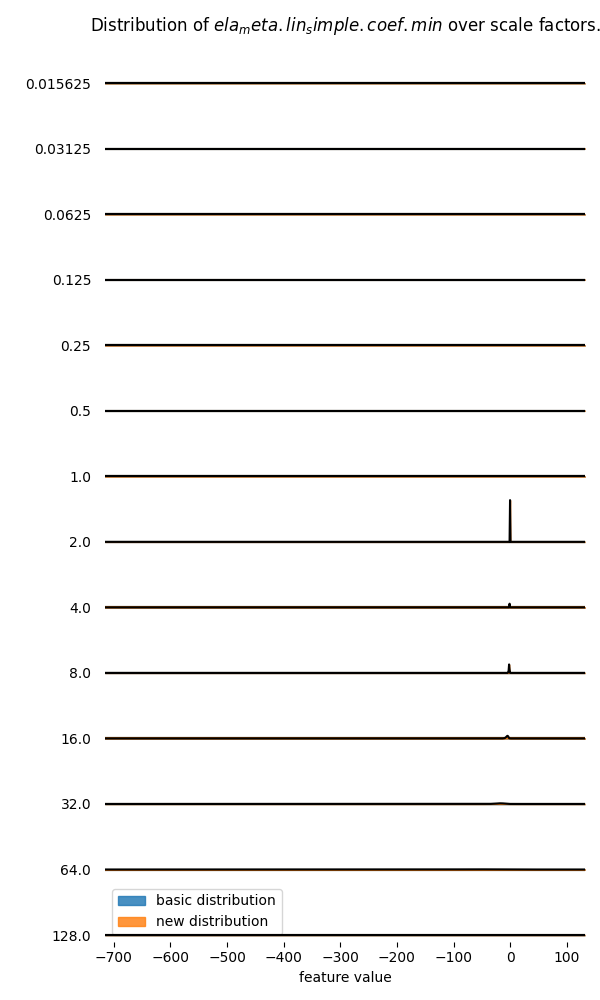 Distribution of elaₘeta.linₛimple.coef.min over scale factors.
0.015625
0.03125
0.0625
0.125
0.25
0.5
1.0
2.0
4.0
8.0
16.0
32.0
64.0
basic distribution
new distribution
128.0
−700 −600 −500 −400 −300 −200 −100 0 100
feature value